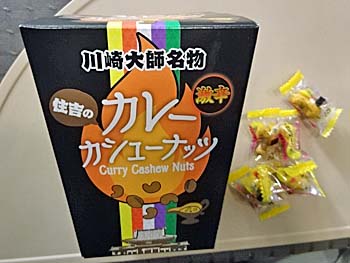 川崎大師名物
住吉の
激辛
カレー
カシューナッツ
Curry Cashew Nuts